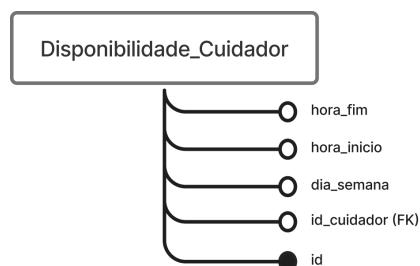 Disponibilidade_Cuidador
hora_fim
hora_inicio
dia_semana
id_cuidador (FK)
id